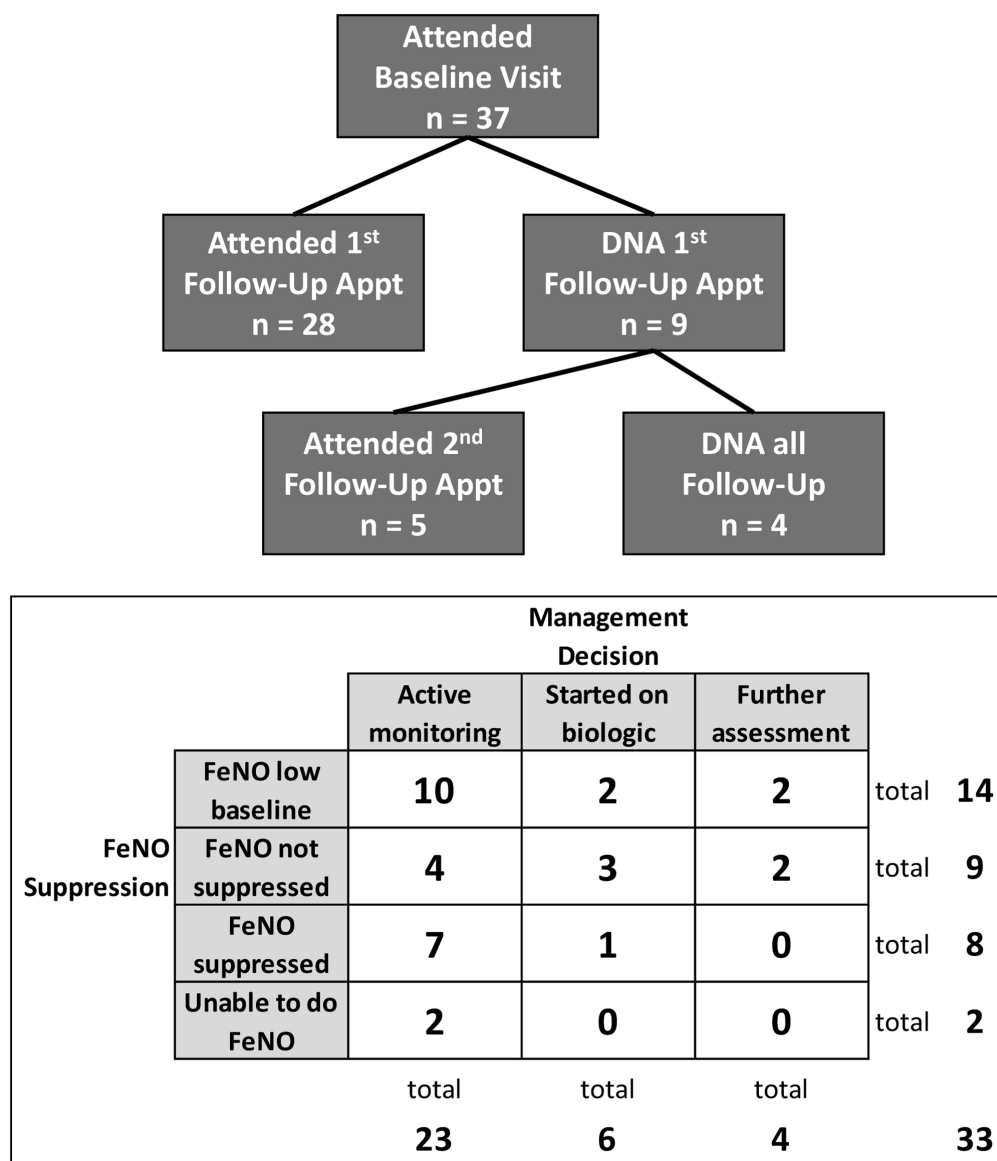 Attended
Baseline Visit
n = 37
Attended 1st
Follow-Up Appt
n = 28
DNA 1st
Follow-Up Appt
n = 9
Attended 2nd
Follow-Up Appt
n = 5
DNA all
Follow-Up
n = 4
Management
Decision
Active
monitoring
Started on
biologic
Further
assessment
FeNO
Suppression
FeNO low
baseline
10 2 2 total 14
FeNO not
suppressed
4 3 2 total 9
FeNO
suppressed
7 1 0 total 8
Unable to do
FeNO
2 0 0 total 2
total total total
23 6 4 33